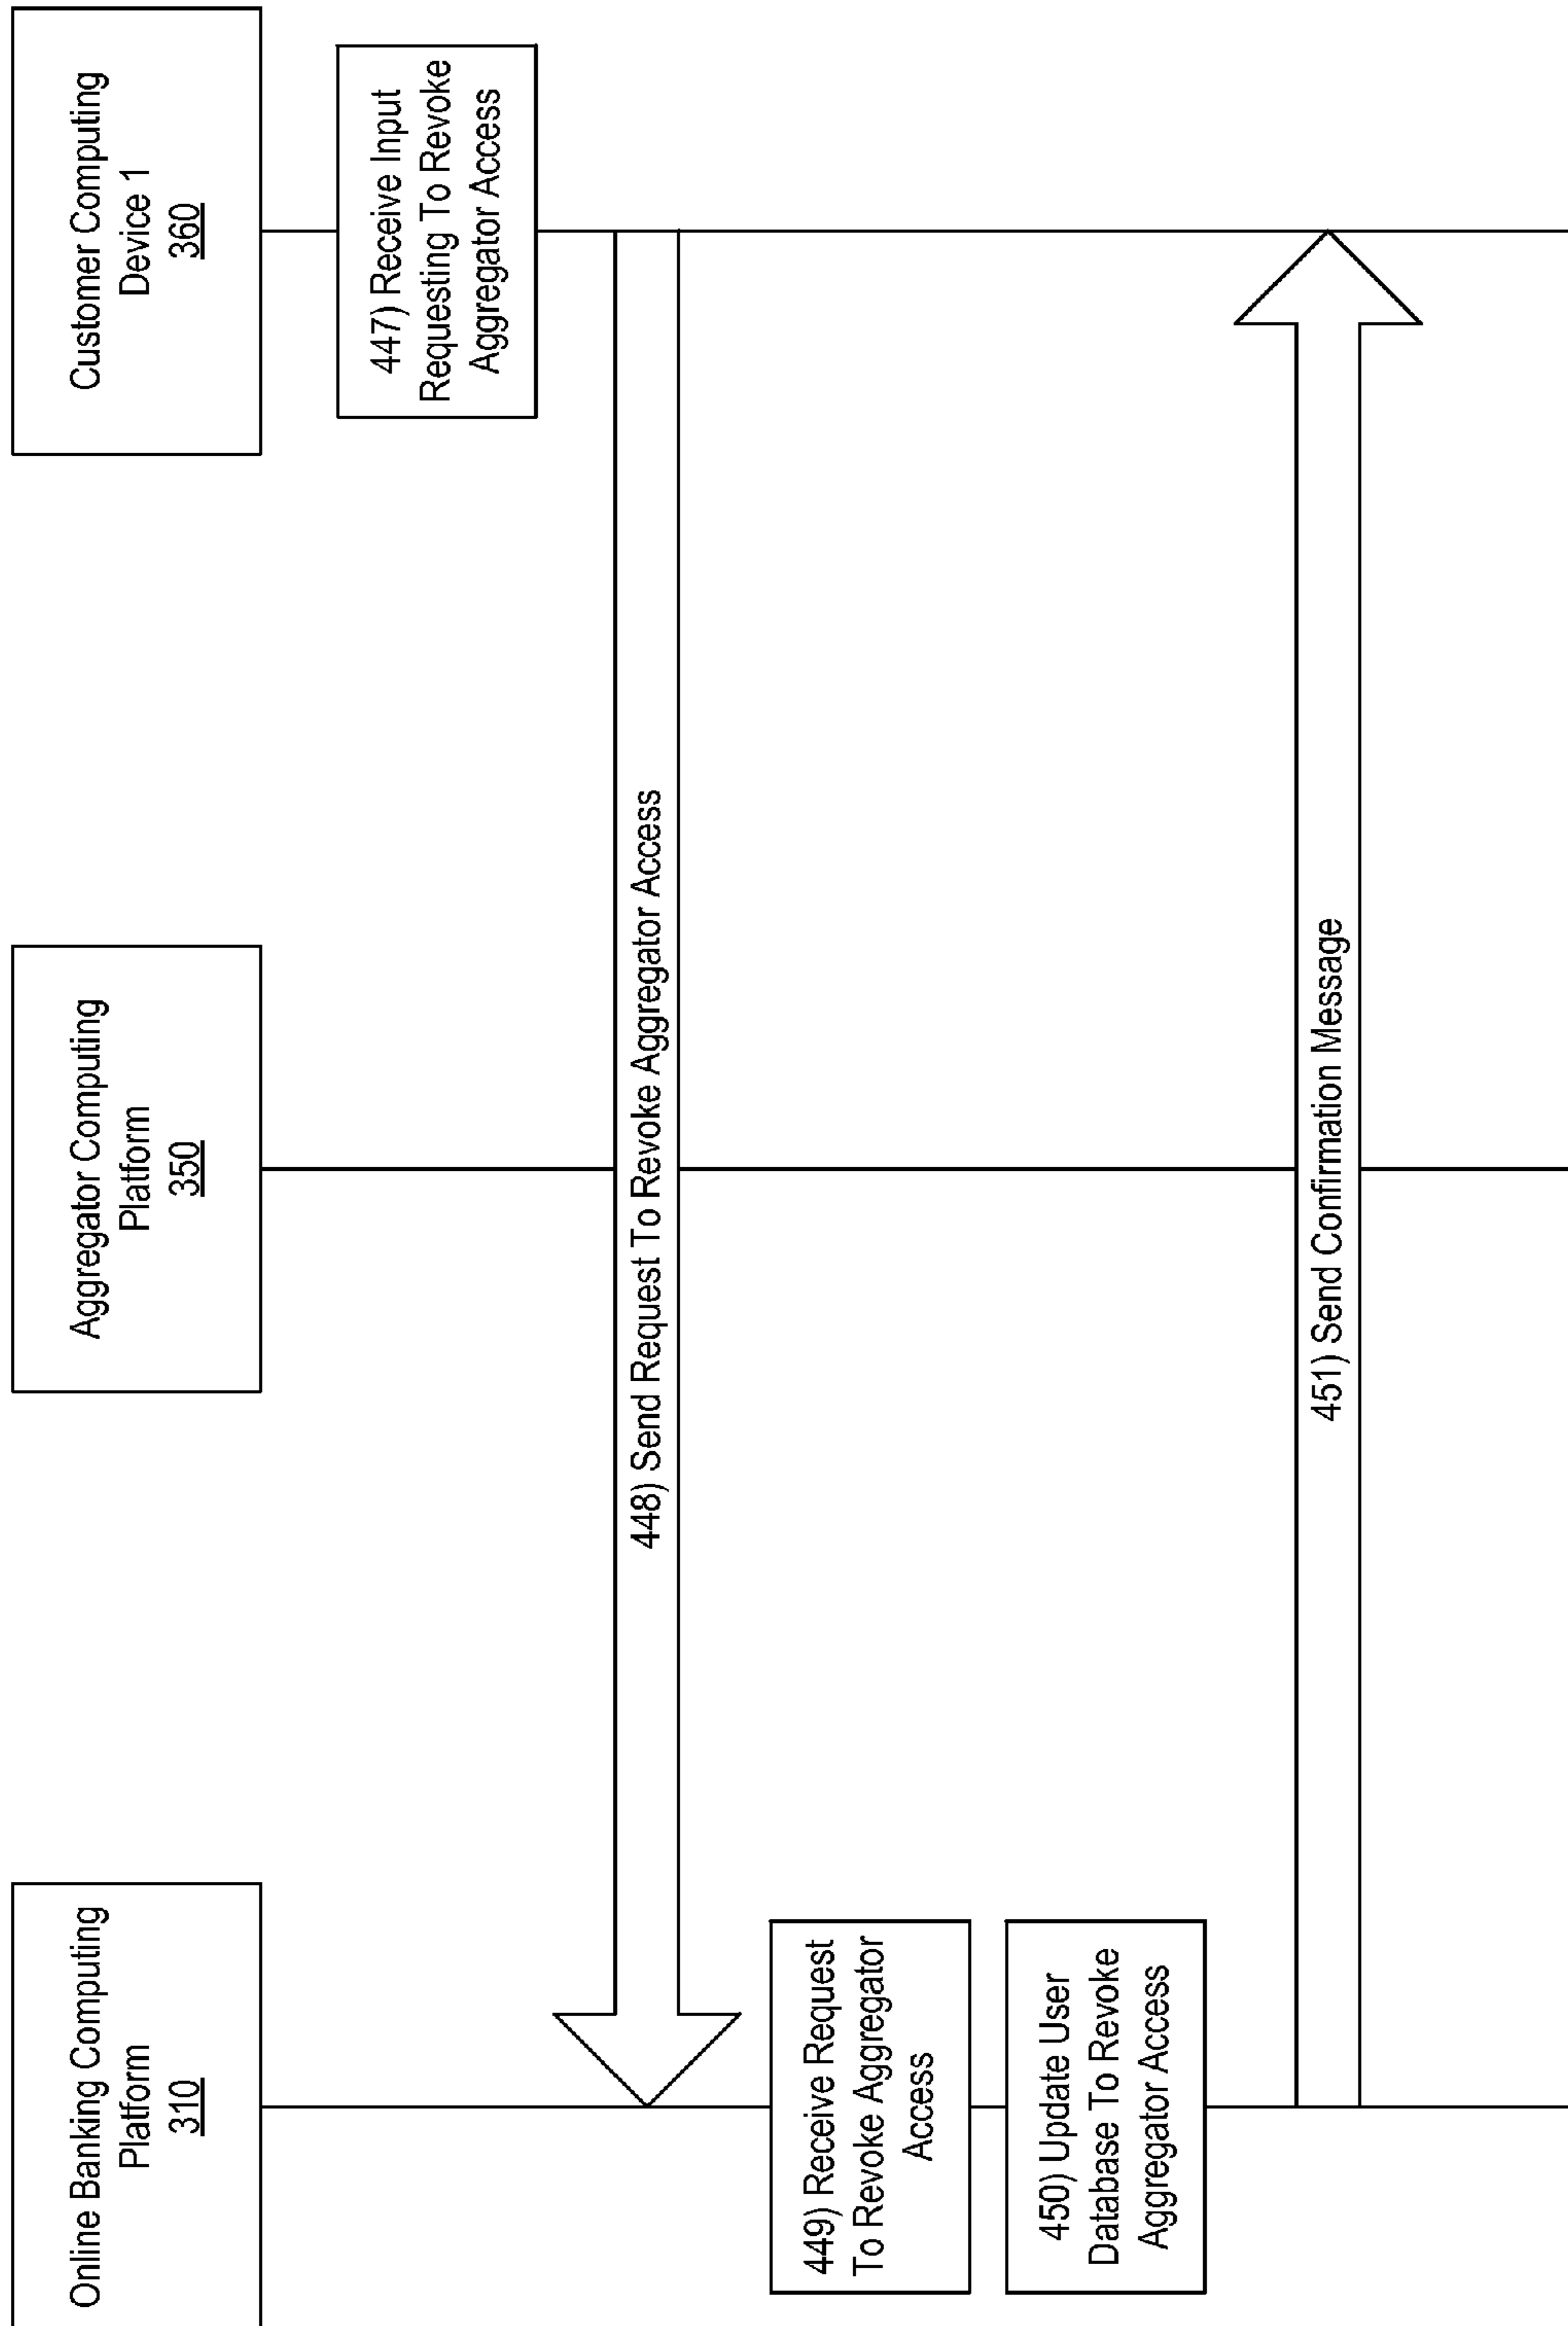 Online Banking Computing
Platform
310
Aggregator Computing
Platform
350
Customer Computing
Device 1
360
447) Receive Input
Requesting To Revoke
Aggregator Access
448) Send Request To Revoke Aggregator Access
449) Receive Request
To Revoke Aggregator
Access
450) Update User
Database To Revoke
Aggregator Access
451) Send Confirmation Message